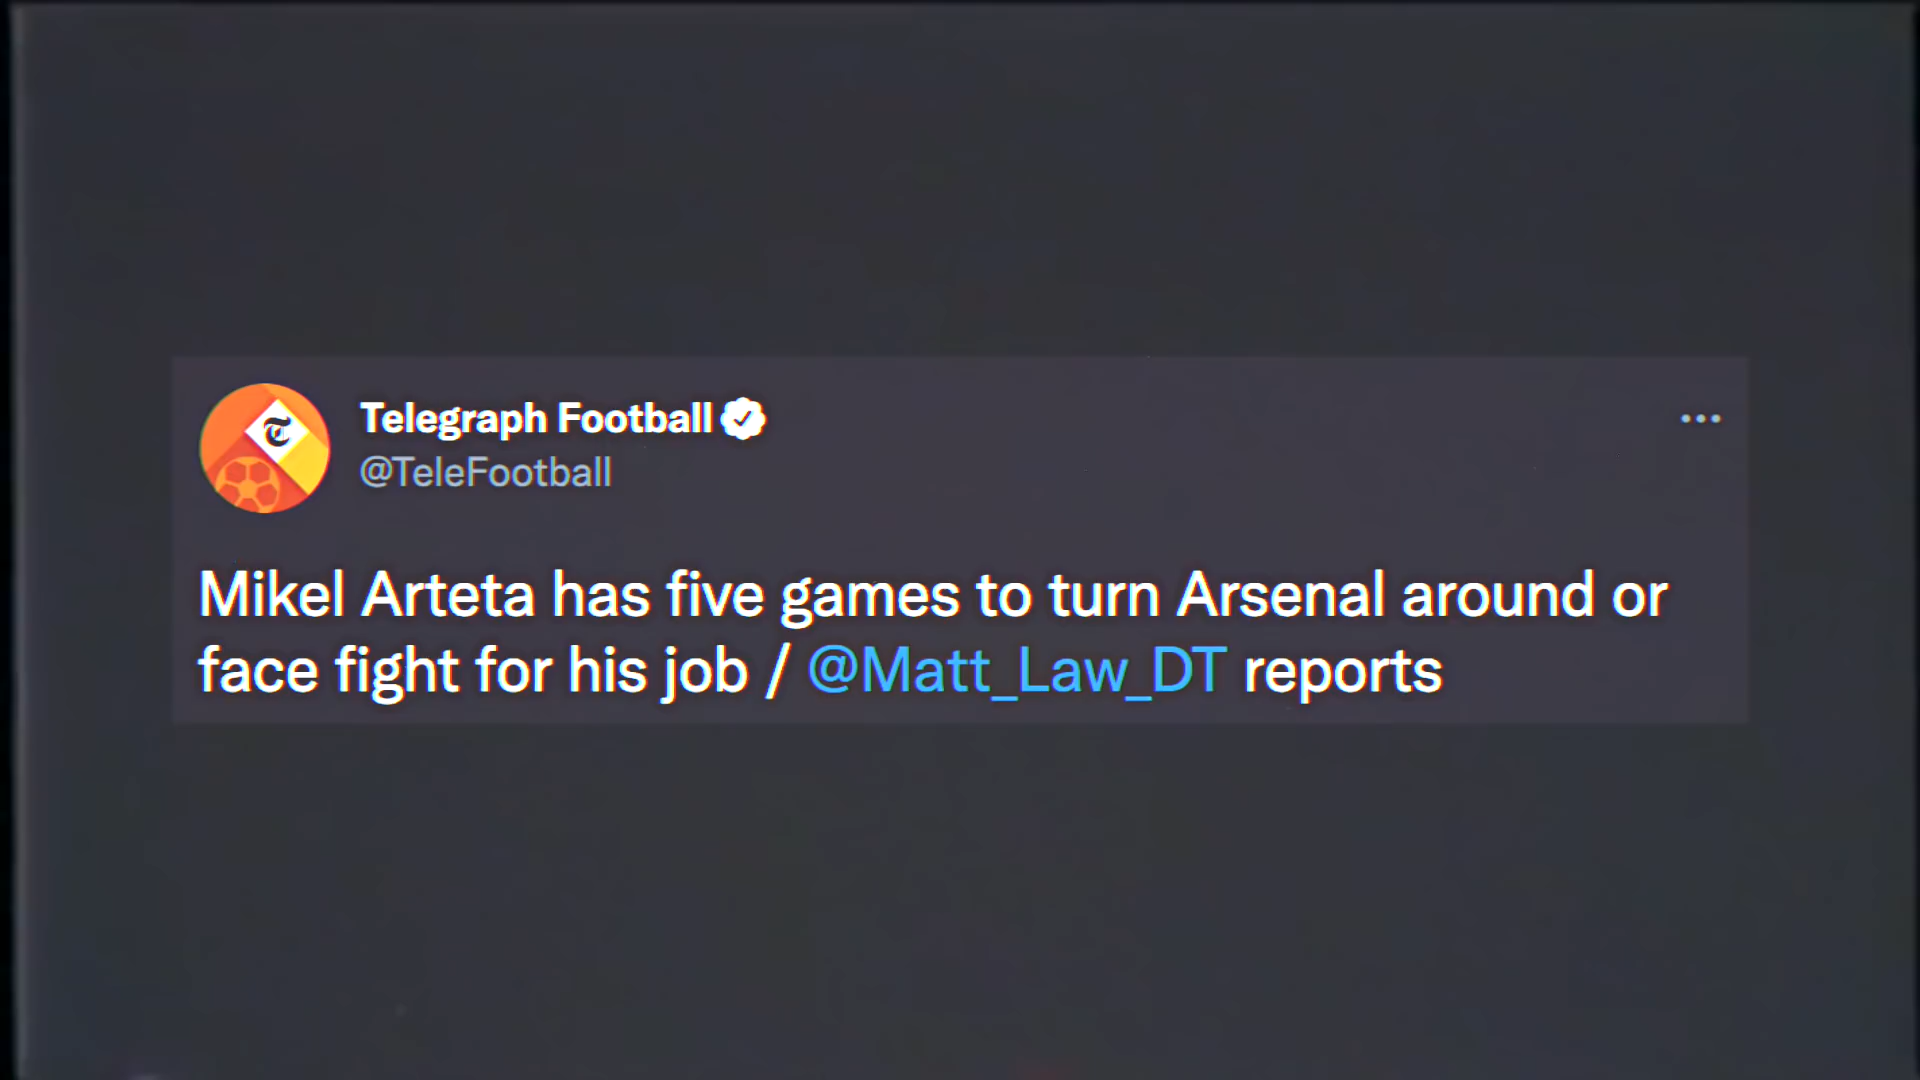 Telegraph Football
@TeleFootball
Mikel Arteta has five games to turn Arsenal around or
face fight for his job / @Matt_Law_DT reports